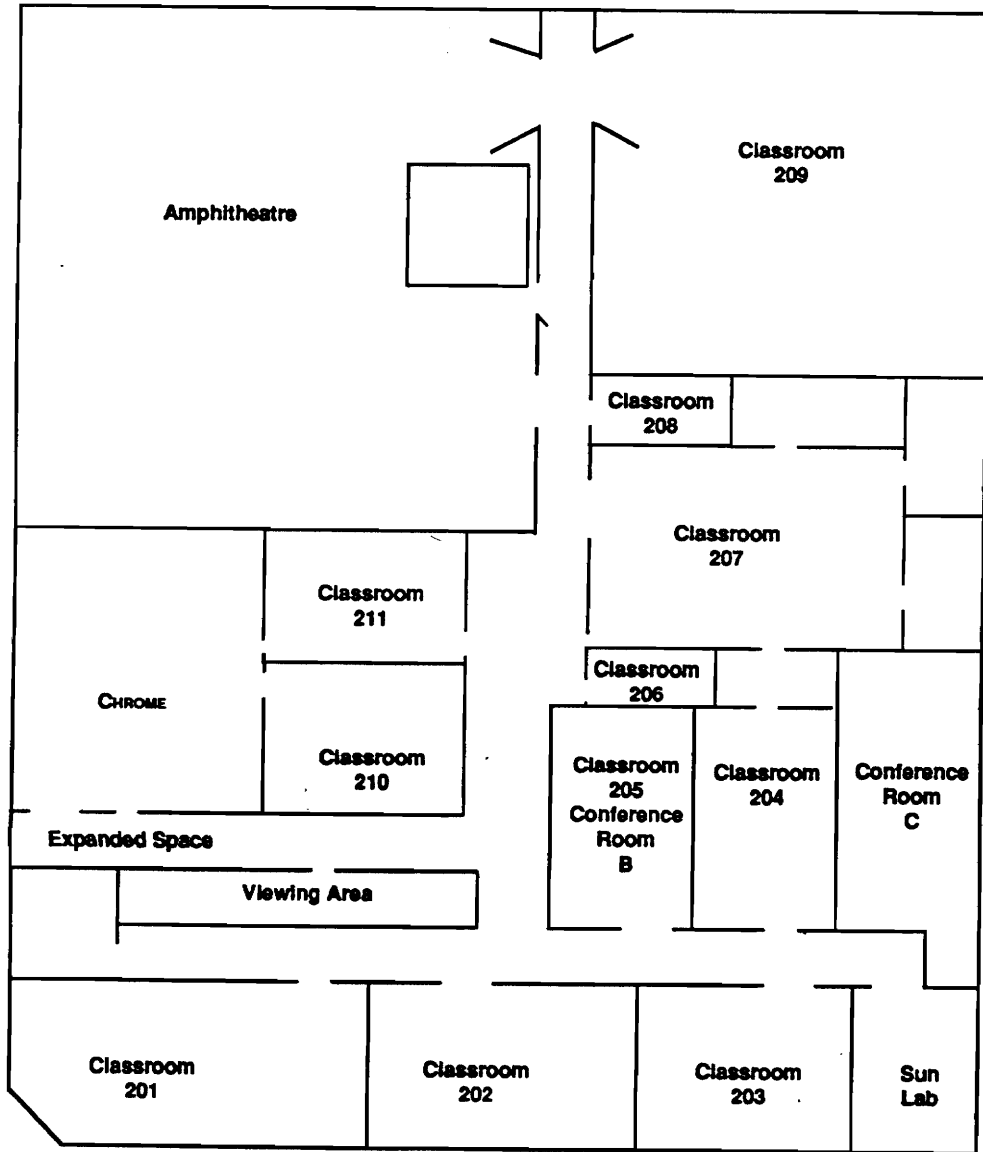 Amphitheatre
Classroom
209
Classroom
208
Classroom
207
Classroom
211
Classroom
206
CHROME
Classroom
210
Classroom
205
Conference
Room
B
Classroom
204
Conference
Room
C
Expanded Space
Viewing Area
Classroom
201
Classroom
202
Classroom
203
Sun
Lab